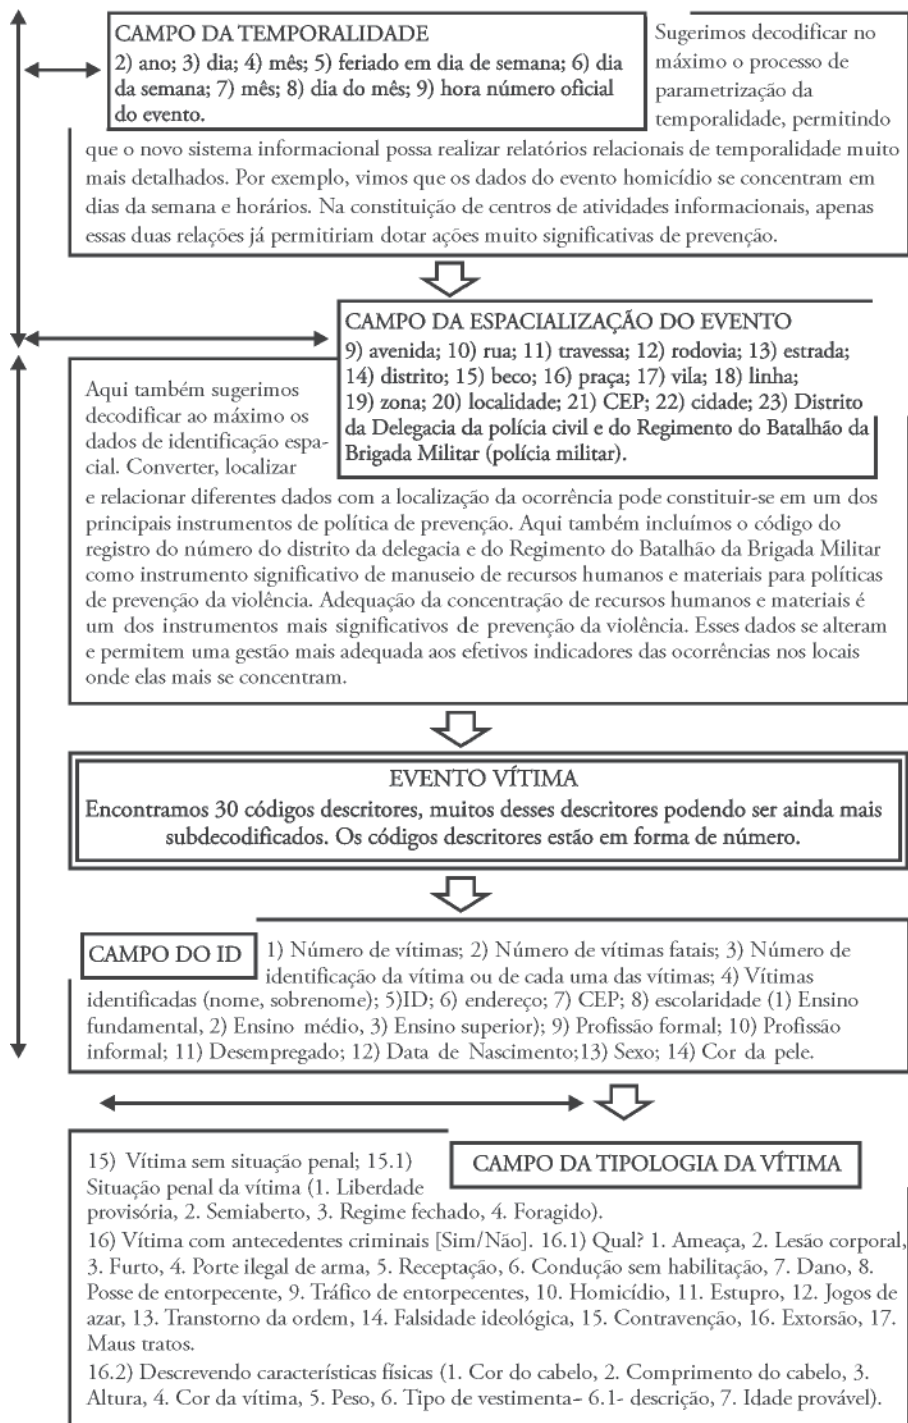 CAMPO DA TEMPORALIDADE
2) ano; 3) dia; 4) mês; 5) feriado em dia de semana; 6) dia
da semana; 7) mês; 8) dia do mês; 9) hora número oficial
do evento.
Sugerimos decodificar no
máximo o processo de
parametrização da
temporalidade, permitindo
que o novo sistema informacional possa realizar relatórios relacionais de temporalidade muito
mais detalhados. Por exemplo, vimos que os dados do evento homicídio se concentram em
dias da semana e horários. Na constituição de centros de atividades informacionais, apenas
essas duas relações já permitiriam dotar ações muito significativas de prevenção.
CAMPO DA ESPACIALIZAÇÃO DO EVENTO
9) avenida; 10) rua; 11) travessa; 12) rodovia; 13) estrada;
14) distrito; 15) beco; 16) praça; 17) vila; 18) linha;
19) zona; 20) localidade; 21) CEP; 22) cidade; 23) Distrito
da Delegacia da polícia civil e do Regimento do Batalhão da
Brigada Militar (polícia militar).
Aqui também sugerimos
decodificar ao máximo os
dados de identificação espa-
cial. Converter, localizar
e relacionar diferentes dados com a localização da ocorrência pode constituir-se em um dos
principais instrumentos de política de prevenção. Aqui também incluímos o código do
registro do número do distrito da delegacia e do Regimento do Batalhão da Brigada Militar
como instrumento significativo de manuseio de recursos humanos e materiais para políticas
de prevenção da violência. Adequação da concentração de recursos humanos e materiais é
um dos instrumentos mais significativos de prevenção da violência. Esses dados se alteram
e permitem uma gestão mais adequada aos efetivos indicadores das ocorrências nos locais
onde elas mais se concentram.
EVENTO VÍTIMA
Encontramos 30 códigos descritores, muitos desses descritores podendo ser ainda mais
subdecodificados. Os códigos descritores estão em forma de número.
CAMPO DO ID
1) Número de vítimas; 2) Número de vítimas fatais; 3) Número de
identificação da vítima ou de cada uma das vítimas; 4) Vítimas
identificadas (nome, sobrenome); 5)ID; 6) endereço; 7) CEP; 8) escolaridade (1) Ensino
fundamental, 2) Ensino médio, 3) Ensino superior); 9) Profissão formal; 10) Profissão
informal; 11) Desempregado; 12) Data de Nascimento;13) Sexo; 14) Cor da pele.
CAMPO DA TIPOLOGIA DA VÍTIMA
15) Vítima sem situação penal; 15.1)
Situação penal da vítima (1. Liberdade
provisória, 2. Semiaberto, 3. Regime fechado, 4. Foragido).
16) Vítima com antecedentes criminais [Sim/Não]. 16.1) Qual? 1. Ameaça, 2. Lesão corporal,
3. Furto, 4. Porte ilegal de arma, 5. Receptação, 6. Condução sem habilitação, 7. Dano, 8.
Posse de entorpecente, 9. Tráfico de entorpecentes, 10. Homicídio, 11. Estupro, 12. Jogos de
azar, 13. Transtorno da ordem, 14. Falsidade ideológica, 15. Contravenção, 16. Extorsão, 17.
Maus tratos.
16.2) Descrevendo características físicas (1. Cor do cabelo, 2. Comprimento do cabelo, 3.
Altura, 4. Cor da vítima, 5. Peso, 6. Tipo de vestimenta– 6.1- descrição, 7. Idade provável).